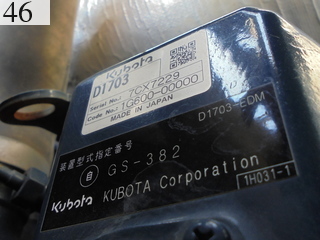 46
Kubota
D1703
Serial No.: 7CX7229
Code No.: 1G600-00000
MADE IN JAPAN
D1703-EDM
装置型式指定番号
自 GS-382
Kubota KUBOTA Corporation
1H031-1